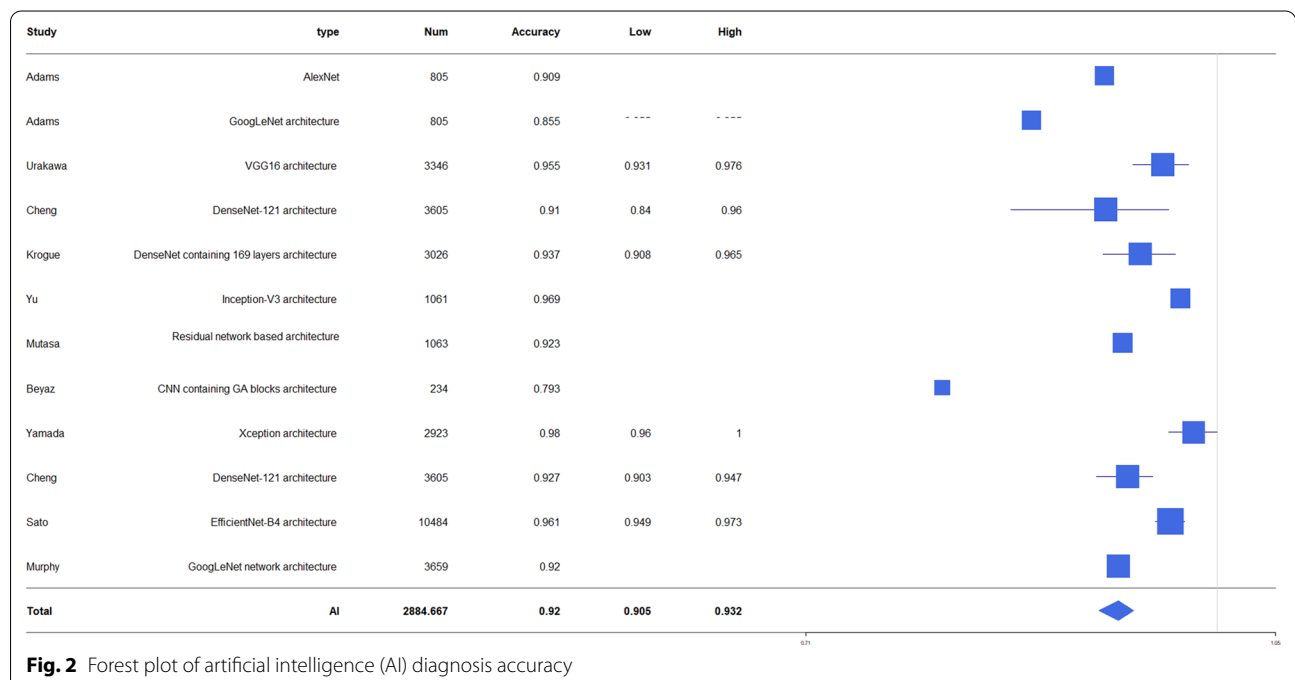 Study type Num Accuracy Low High
Adams AlexNet 805 0.909
Adams GoogLeNet architecture 805 0.855
Urakawa VGG16 architecture 3346 0.955 0.931 0.976
Cheng DenseNet-121 architecture 3605 0.91 0.84 0.96
Krogue DenseNet containing 169 layers architecture 3026 0.937 0.908 0.965
Yu Inception-V3 architecture 1061 0.969
Mutasa Residual network based architecture 1063 0.923
Beyaz CNN containing GA blocks architecture 234 0.793
Yamada Xception architecture 2923 0.98 0.96 1
Cheng DenseNet-121 architecture 3605 0.927 0.903 0.947
Sato EfficientNet-B4 architecture 10484 0.961 0.949 0.973
Murphy GoogLeNet network architecture 3659 0.92
Total AI 2884.667 0.92 0.905 0.932
0.71 1.05
Fig. 2 Forest plot of artificial intelligence (AI) diagnosis accuracy